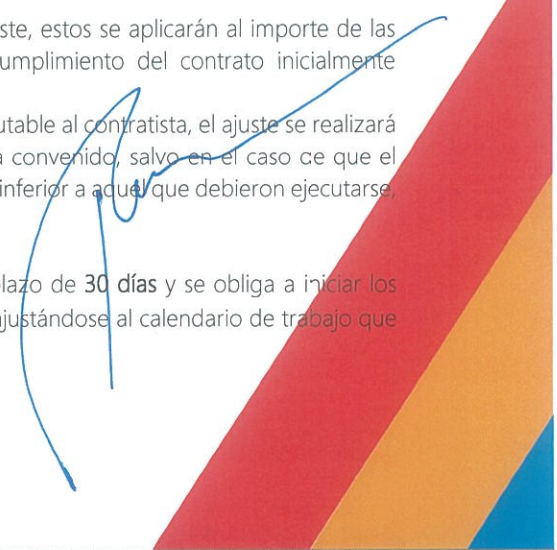 ste, estos se aplicarán al importe de las
umplimiento del contrato inicialmente
utable al contratista, el ajuste se realizará
a convenido, salvo en el caso de que el
inferior a aquel que debieron ejecutarse,
lazo de 30 días y se obliga a iniciar los
ajustándose al calendario de trabajo que